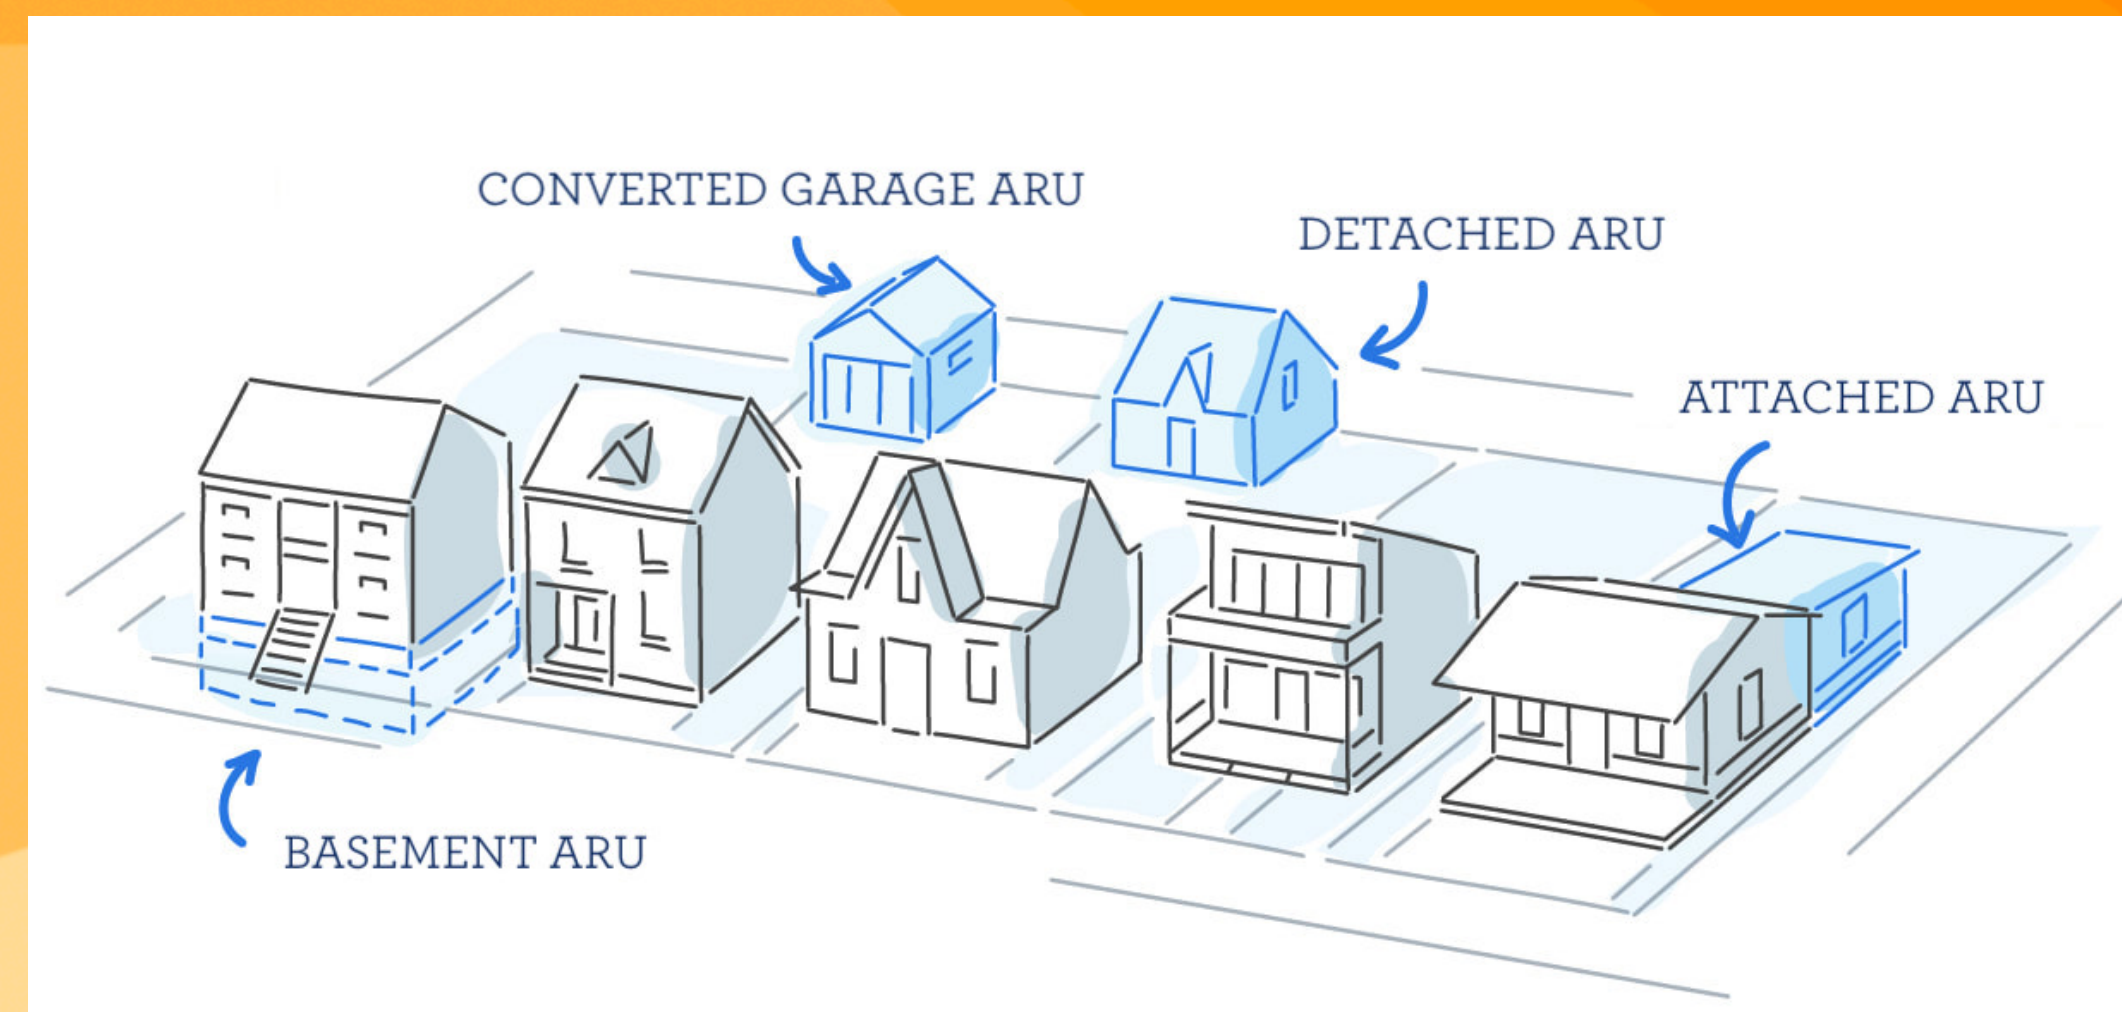 CONVERTED GARAGE ARU
DETACHED ARU
ATTACHED ARU
BASEMENT ARU